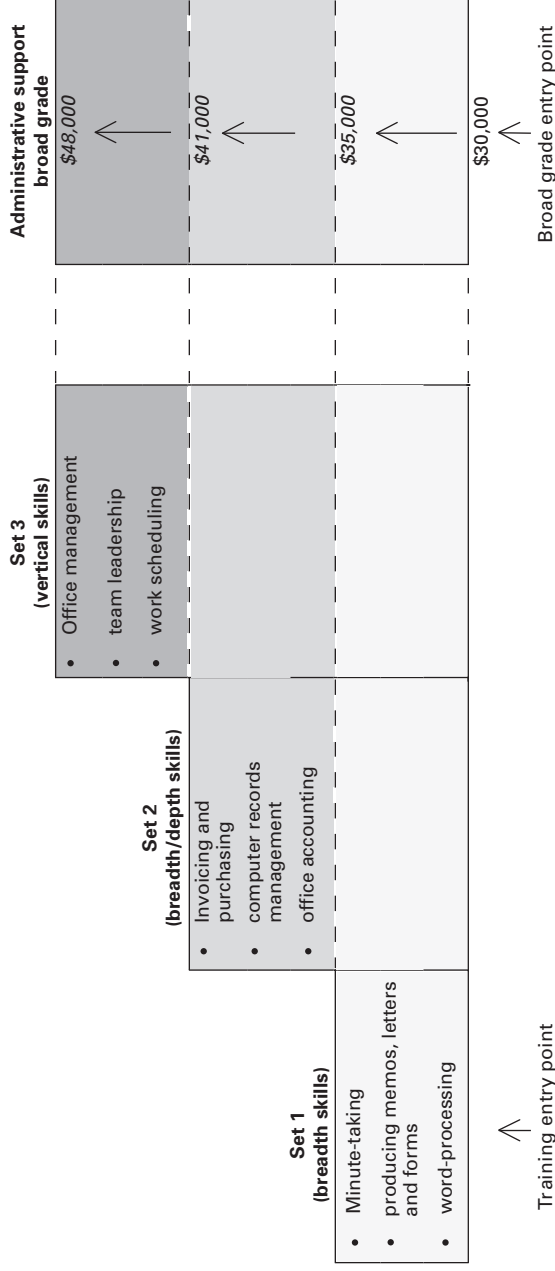 Set 1
(breadth skills)
• Minute-taking
• producing memos, letters
and forms
• word-processing
Training entry point
Set 2
(breadth/depth skills)
• Invoicing and
purchasing
• computer records
management
• office accounting
Set 3
(vertical skills)
• Office management
• team leadership
• work scheduling
Administrative support
broad grade
$48,000
$41,000
$35,000
$30,000
Broad grade entry point